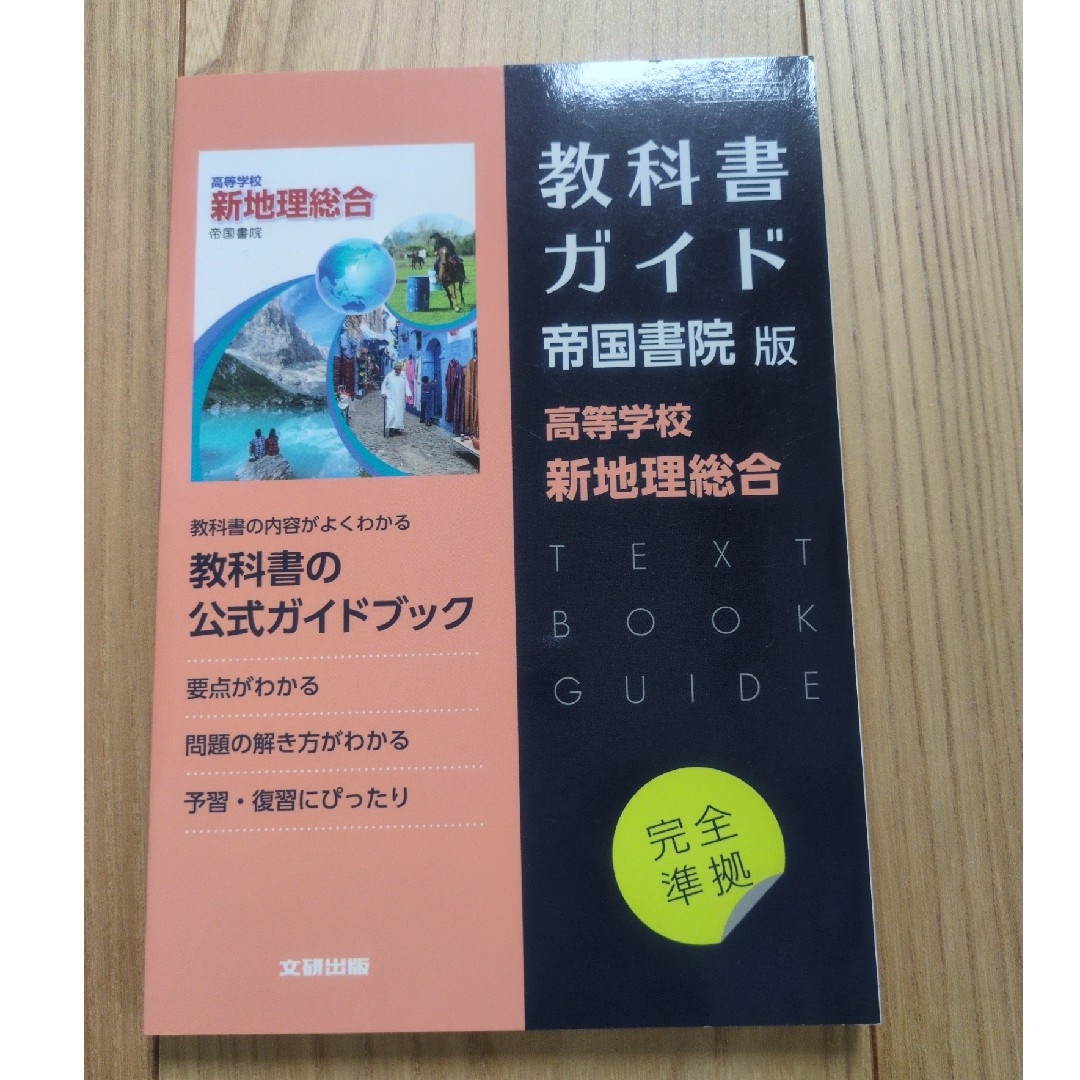 高等学校
新地理総合
帝国書院
教科書の内容がよくわかる
教科書の
公式ガイドブック
要点がわかる
問題の解き方がわかる
予習・復習にぴったり
文研出版
教科書
ガイド
帝国書院 版
高等学校
新地理総合
TEXT
BOOK
GUIDE
完全
準拠